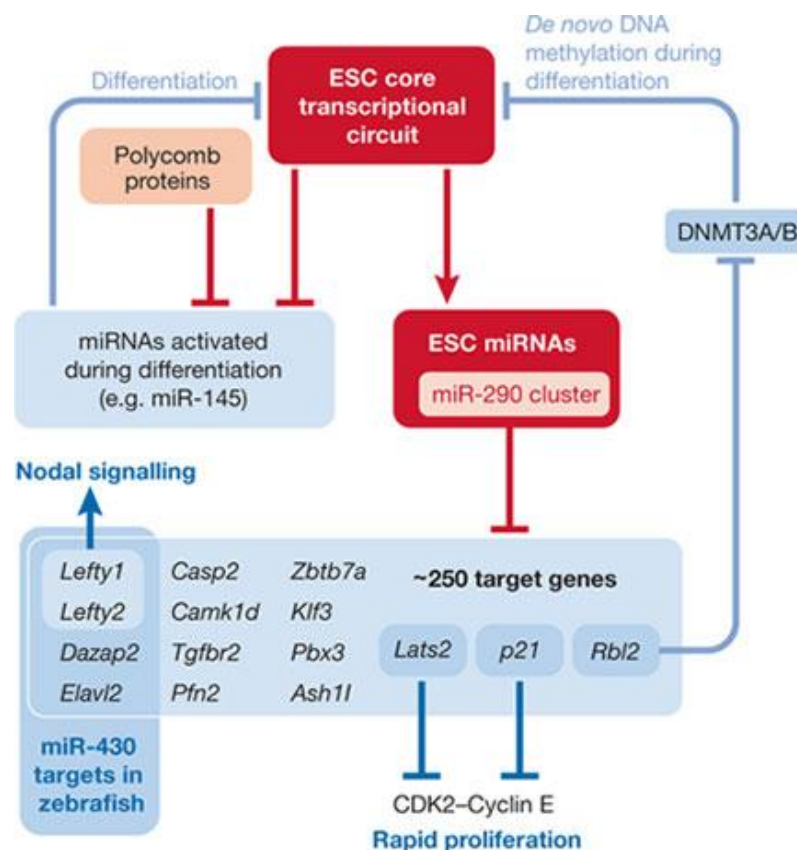 De novo DNA
methylation during
differentiation
Differentiation
ESC core
transcriptional
circuit
Polycomb
proteins
DNMT3A/B
miRNAs activated
during differentiation
(e.g. miR-145)
ESC miRNAs
miR-290 cluster
Nodal signalling
Lefty1 Casp2 Zbtb7a ~250 target genes
Lefty2 Camk1d Klf3
Dazap2 Tgfbr2 Pbx3 Lats2 p21 Rbl2
Elavl2 Pfn2 Ash1l
miR-430
targets in
zebrafish
CDK2–Cyclin E
Rapid proliferation